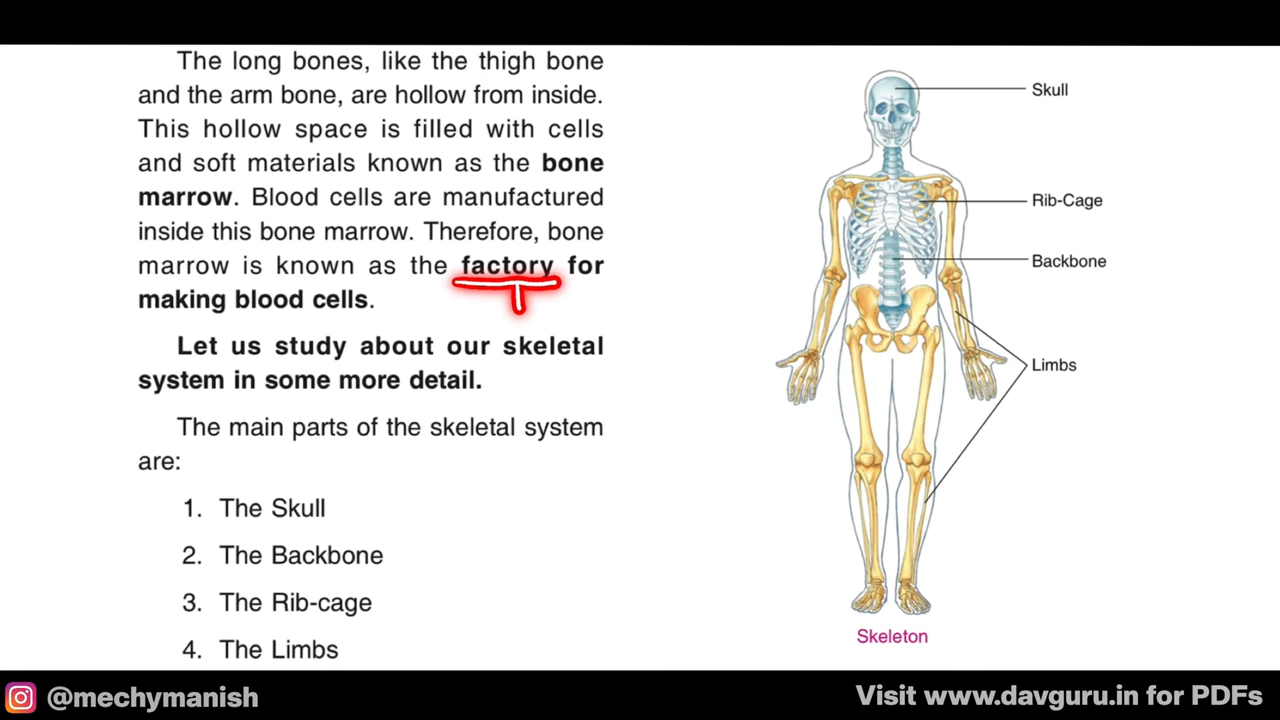 The long bones, like the thigh bone
and the arm bone, are hollow from inside.
This hollow space is filled with cells
and soft materials known as the bone
marrow. Blood cells are manufactured
inside this bone marrow. Therefore, bone
marrow is known as the factory for
making blood cells.
Let us study about our skeletal
system in some more detail.
The main parts of the skeletal system
are:
1. The Skull
2. The Backbone
3. The Rib-cage
4. The Limbs
Skull
Rib-Cage
Backbone
Limbs
Skeleton
@mechymanish
Visit www.davguru.in for PDFs